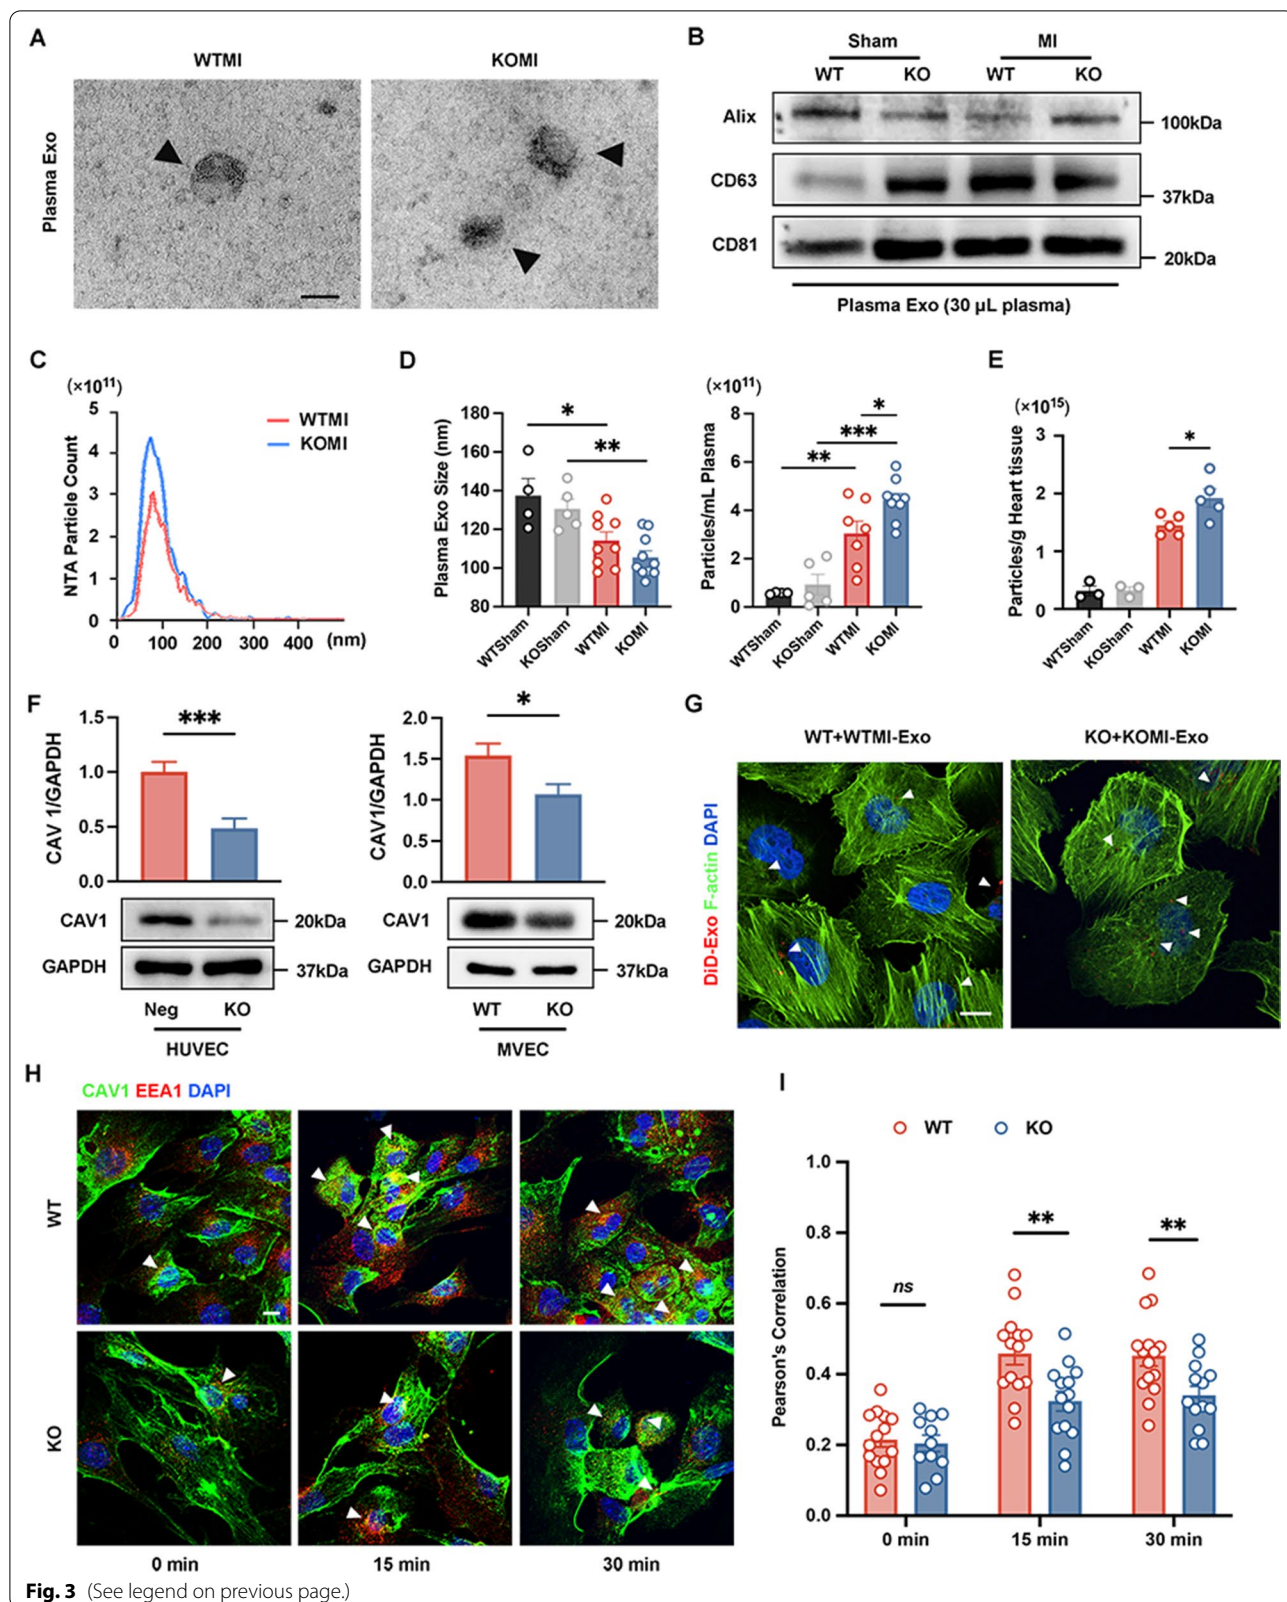 A
WTMI
KOMI
Plasma Exo
B
Sham
MI
WT
KO
WT
KO
Alix
100kDa
CD63
37kDa
CD81
20kDa
Plasma Exo (30 µL plasma)
C
(×10¹¹)
NTA Particle Count
5
4
3
2
1
0
WTMI
KOMI
0
100
200
300
400
(nm)
D
Plasma Exo Size (nm)
180
160
140
120
100
80
*
**
WTSham
KOSham
WTMI
KOMI
(×10¹¹)
Particles/mL Plasma
8
6
4
2
0
*
***
**
WTSham
KOSham
WTMI
KOMI
E
(×10¹⁵)
Particles/g Heart tissue
3
2
1
0
*
WTSham
KOSham
WTMI
KOMI
F
CAV 1/GAPDH
1.5
1.0
0.5
0.0
***
CAV1
20kDa
GAPDH
37kDa
Neg
KO
HUVEC
CAV1/GAPDH
2.0
1.5
1.0
0.5
0.0
*
CAV1
20kDa
GAPDH
37kDa
WT
KO
MVEC
G
WT+WTMI-Exo
KO+KOMI-Exo
DiD-Exo F-actin DAPI
H
CAV1 EEA1 DAPI
WT
KO
0 min
15 min
30 min
I
WT
KO
Pearson's Correlation
1.0
0.8
0.6
0.4
0.2
0.0
ns
**
**
0 min
15 min
30 min
Fig. 3 (See legend on previous page.)